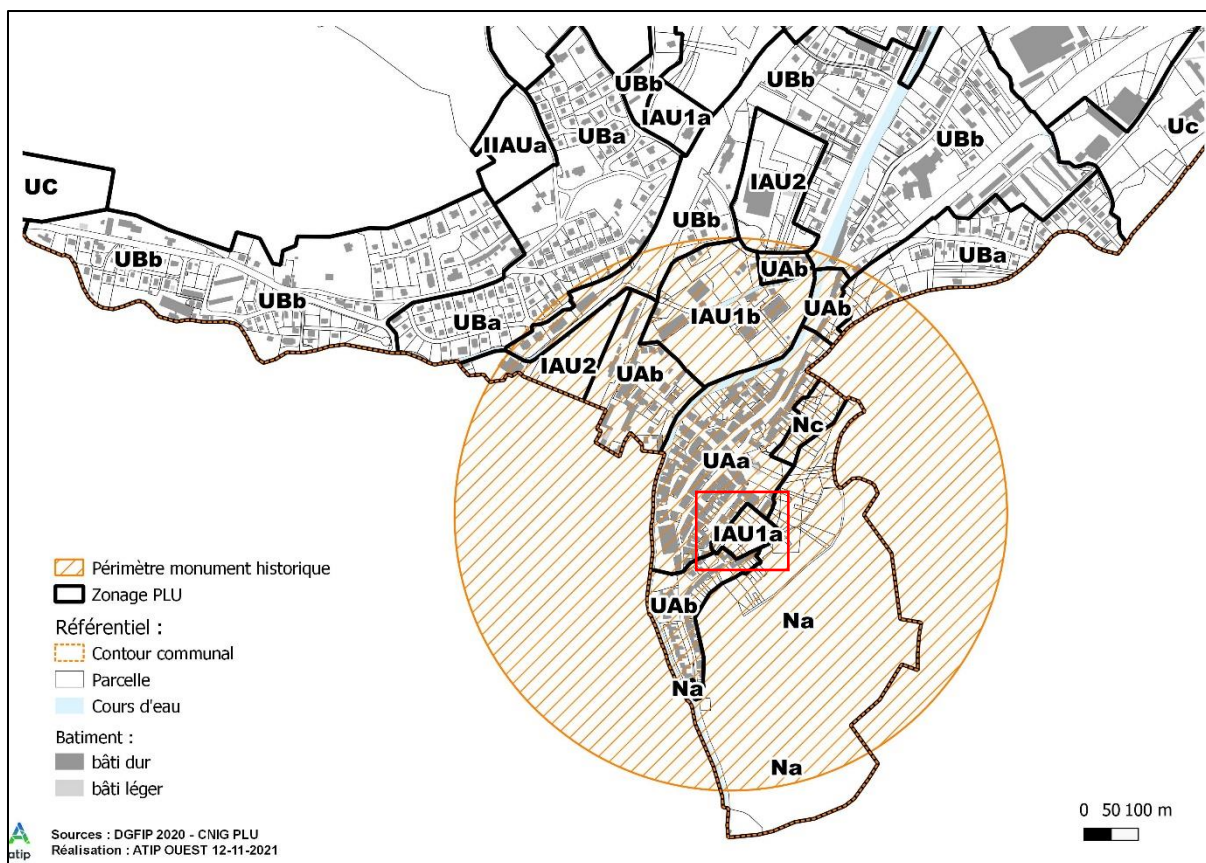 UBb
UBb
IAU1a
UBa
IIAUa
UBb
Uc
UC
IAU2
UBb
UBb
UBa
UAb
UBb
IAU1b
UAb
UBa
IAU2
UAb
Nc
UAa
IAU1a
UAb
Na
Na
Na
Périmètre monument historique
Zonage PLU
Référentiel :
Contour communal
Parcelle
Cours d'eau
Batiment :
bâti dur
bâti léger
0 50 100 m
atip
Sources : DGFIP 2020 - CNIG PLU
Réalisation : ATIP OUEST 12-11-2021